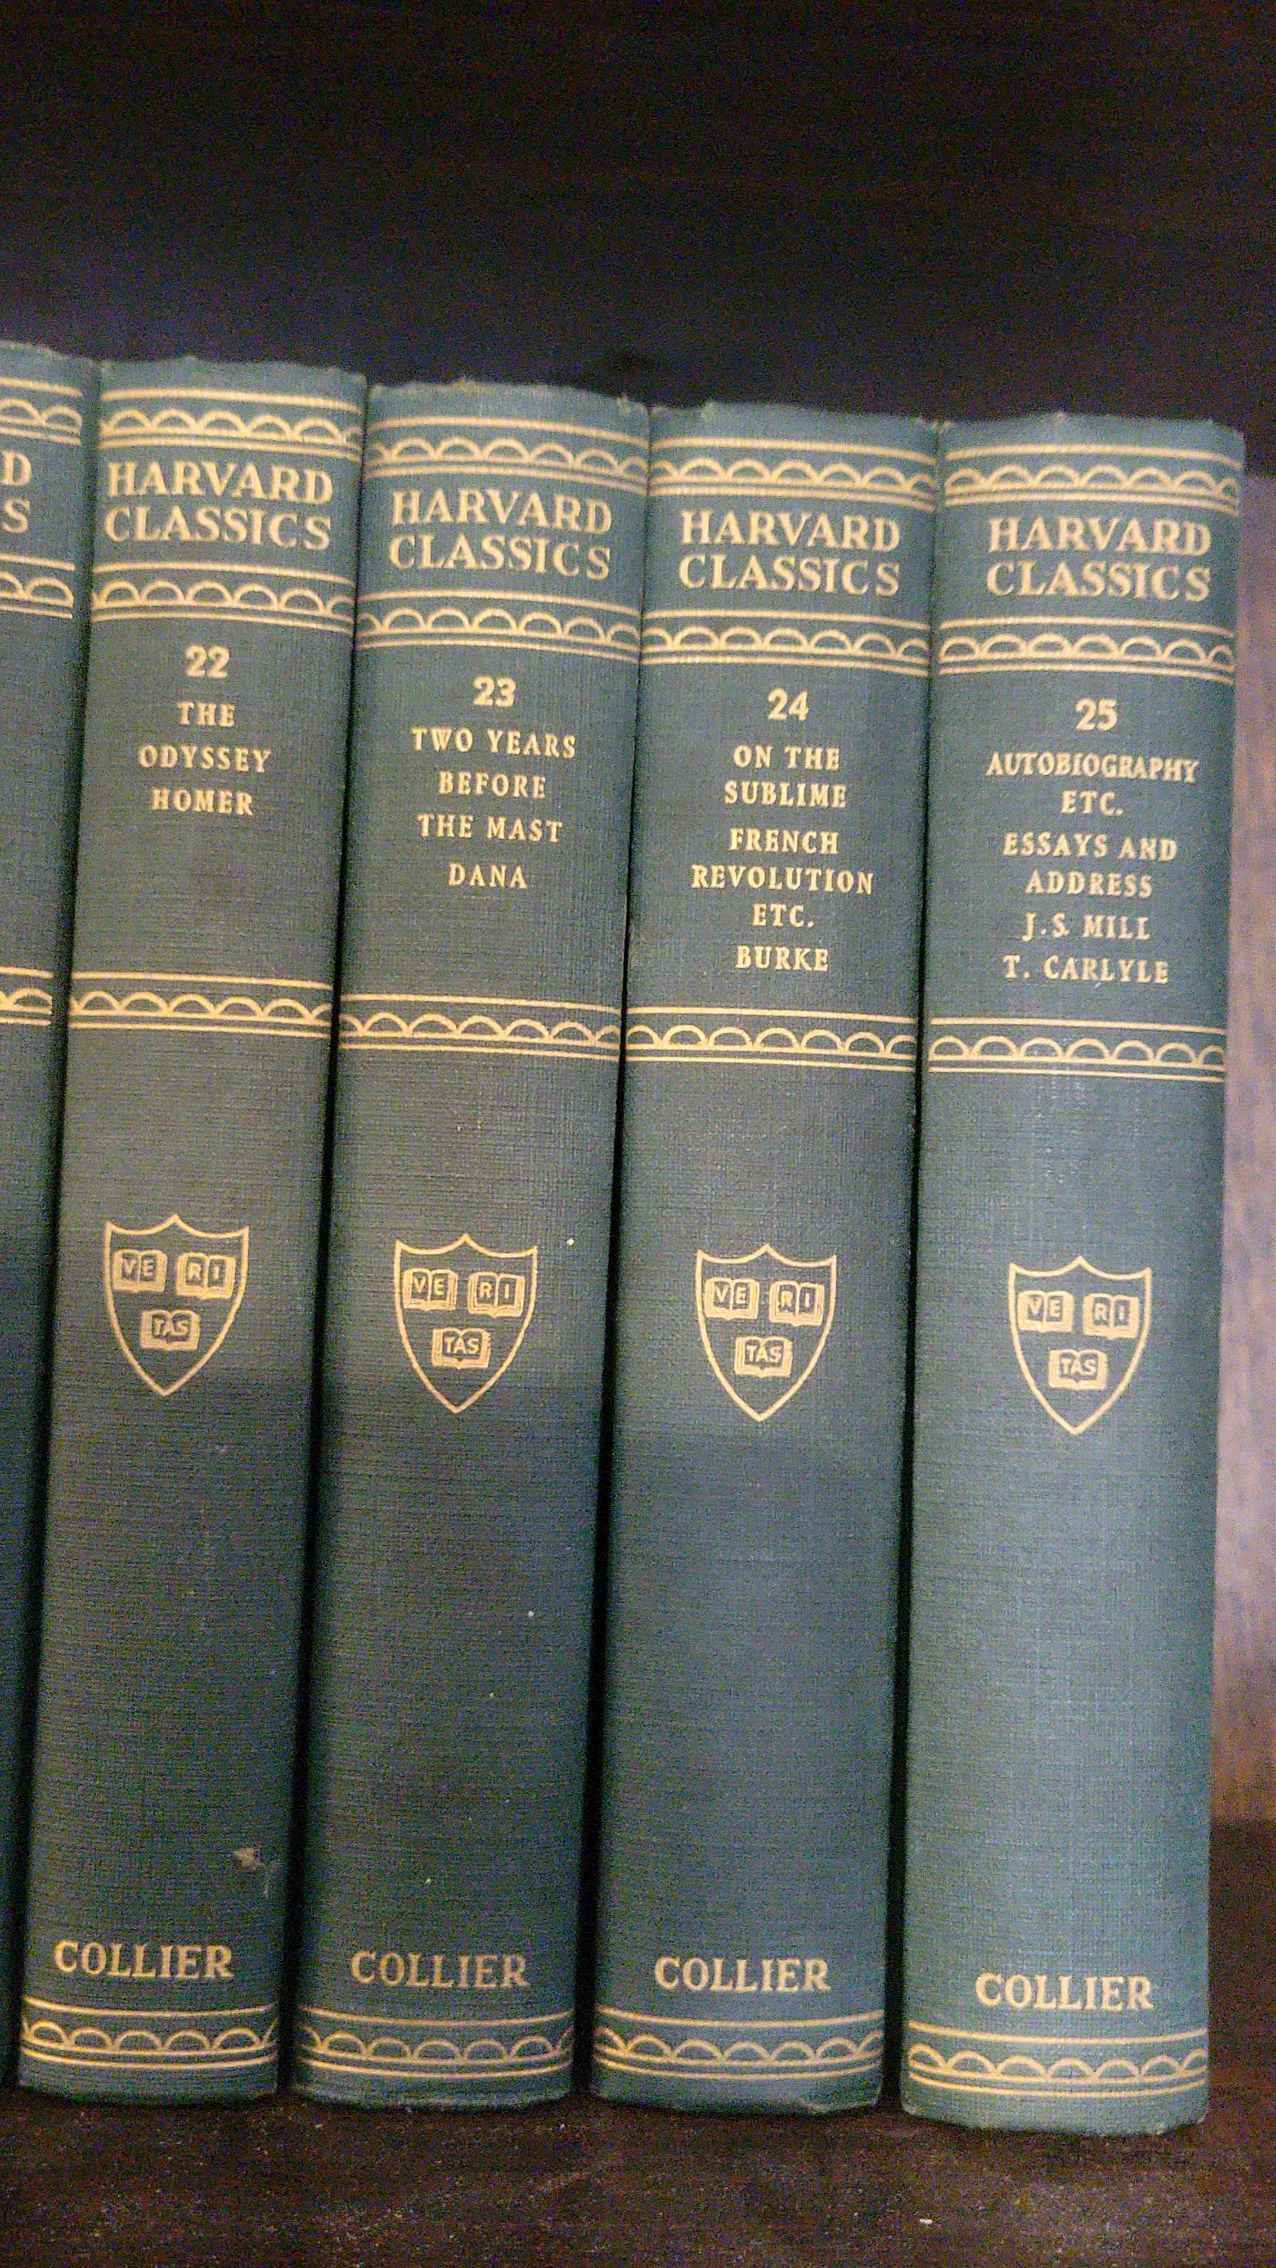 D
S
HARVARD
CLASSICS
22
THE
ODYSSEY
HOMER
VE RI
TAS
COLLIER
HARVARD
CLASSICS
23
TWO YEARS
BEFORE
THE MAST
DANA
VE RI
TAS
COLLIER
HARVARD
CLASSICS
24
ON THE
SUBLIME
FRENCH
REVOLUTION
ETC.
BURKE
VE RI
TAS
COLLIER
HARVARD
CLASSICS
25
AUTOBIOGRAPHY
ETC.
ESSAYS AND
ADDRESS
J.S. MILL
T. CARLYLE
VE RI
TAS
COLLIER